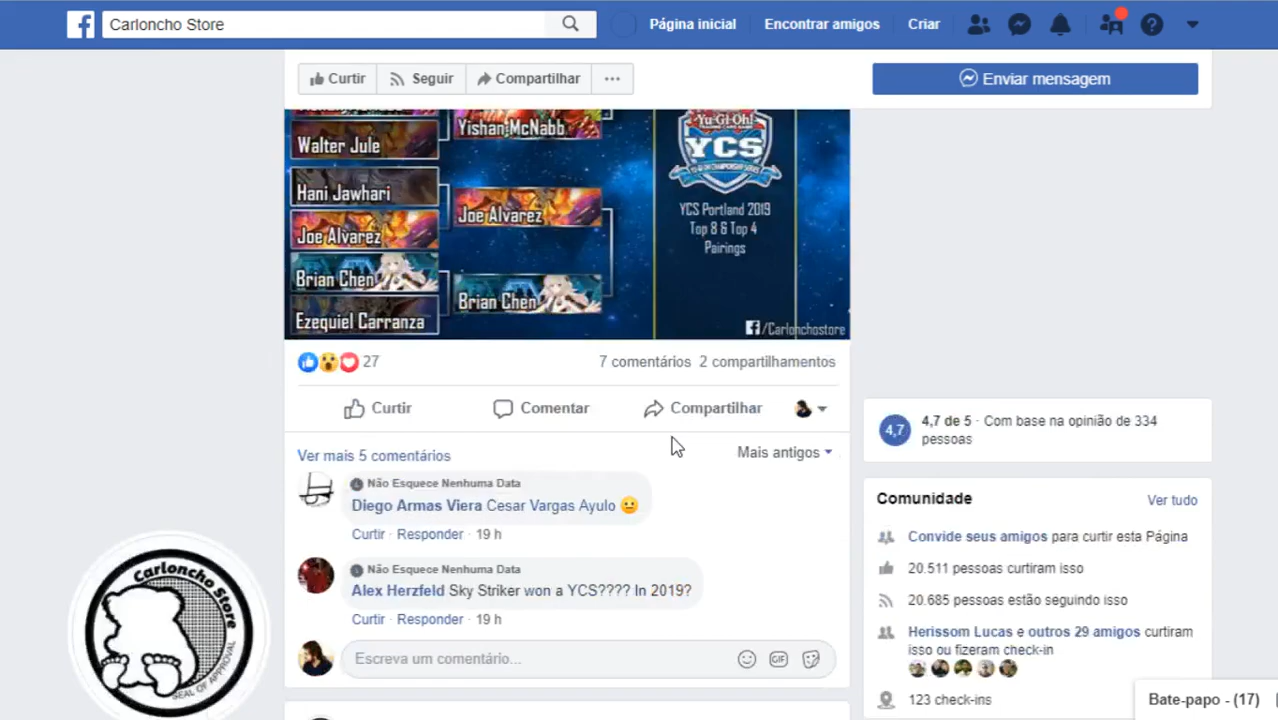 Carloncho Store
Página inicial
Encontrar amigos
Criar
Curtir
Seguir
Compartilhar
Enviar mensagem
Yishan McNabb
Walter Jule
Hani Jawhari
Joe Alvarez
Joe Alvarez
Brian Chen
Brian Chen
Ezequiel Carranza
Yu-Gi-Oh!
YCS
YCS Portland 2019
Top 8 & Top 4
Pairings
/Carlonchostore
27
7 comentários 2 compartilhamentos
Curtir
Comentar
Compartilhar
Ver mais 5 comentários
Mais antigos
Não Esquece Nenhuma Data
Diego Armas Viera Cesar Vargas Ayulo 😐
Curtir Responder 19 h
Não Esquece Nenhuma Data
Alex Herzfeld Sky Striker won a YCS???? In 2019?
Curtir Responder 19 h
Escreva um comentário...
GIF
4,7
4,7 de 5 - Com base na opinião de 334
pessoas
Comunidade
Ver tudo
Convide seus amigos para curtir esta Página
20.511 pessoas curtiram isso
20.685 pessoas estão seguindo isso
Herissom Lucas e outros 29 amigos curtiram
isso ou fizeram check-in
123 check-ins
Bate-papo - (17)
Carloncho Store
SEAL OF APPROVAL